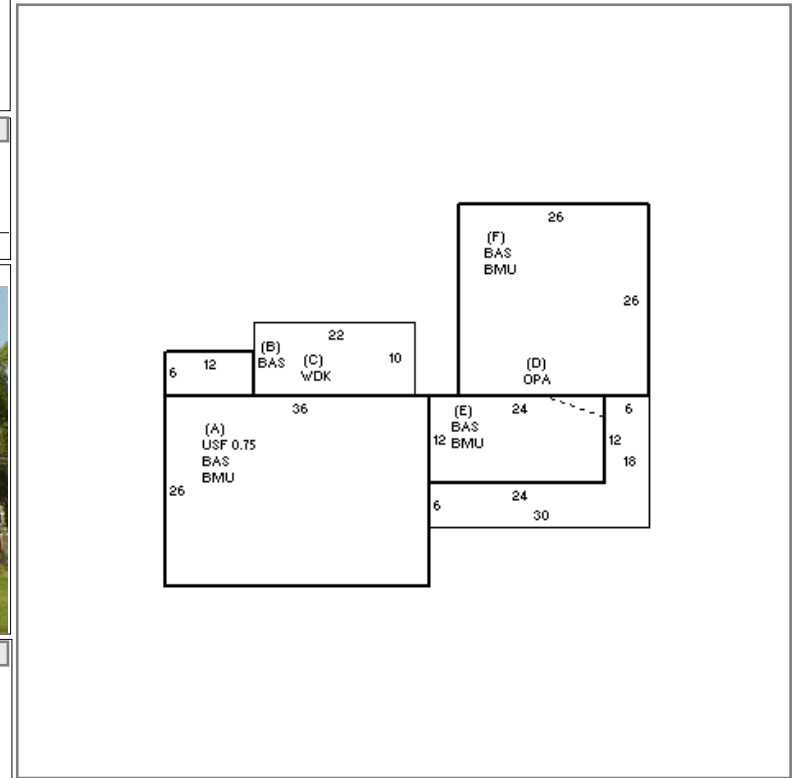 26
(F)
BAS
BMU
26
22
(B)
BAS
(C)
WDK
10
12
6
(D)
OPA
36
(A)
USF 0.75
BAS
BMU
26
(E)
BAS
BMU
24
12
6
12
18
24
6
30